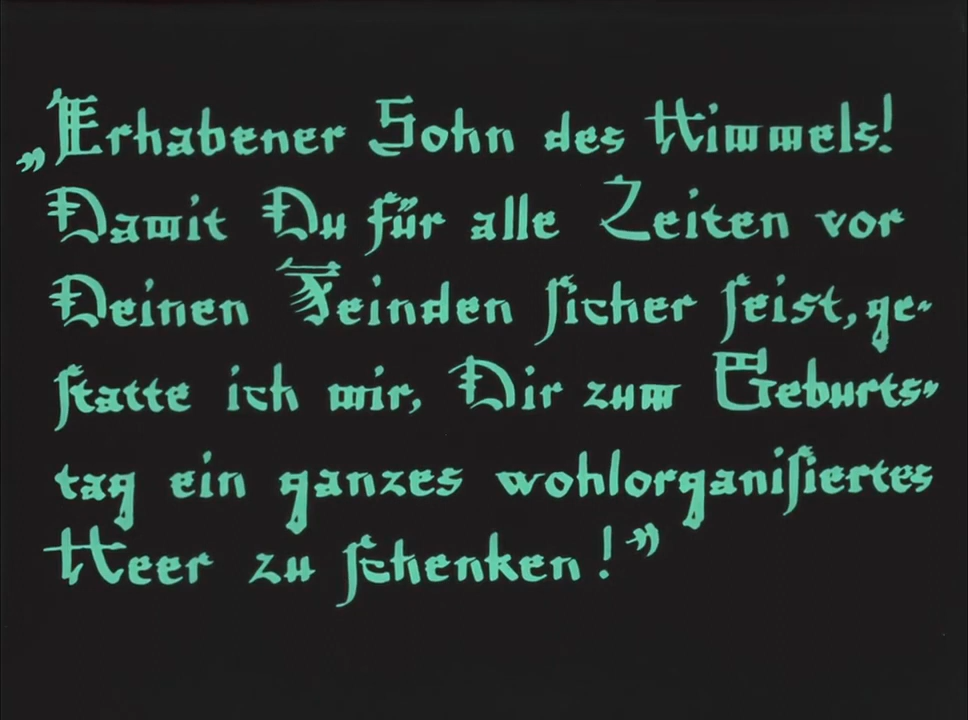 „Erhabener Sohn des Himmels!
Damit Du für alle Zeiten vor
Deinen Feinden ſicher ſeist, ge-
ſtatte ich mir, Dir zum Geburts-
tag ein ganzes wohlorganiſiertes
Heer zu ſchenken!”